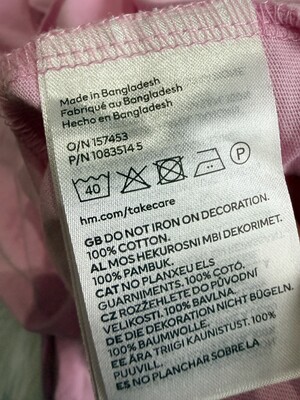 Made in Bangladesh
Fabriqué au Bangladesh
Hecho en Bangladesh
O/N 157453
P/N 10835145
40
P
hm.com/takecare
GB DO NOT IRON ON DECORATION.
100% COTTON.
AL MOS HEKUROSNI MBI DEKORIMET.
100% PAMBUK.
CAT NO PLANXEU ELS
GUARNIMENTS. 100% COTÓ.
CZ ROZŽEHLETE DO PŮVODNÍ
VELIKOSTI. 100% BAVLNA.
DE DIE DEKORATION NICHT BÜGELN.
100% BAUMWOLLE.
EE ÄRA TRIIGI KAUNISTUST. 100%
PUUVILL.
ES NO PLANCHAR SOBRE LA